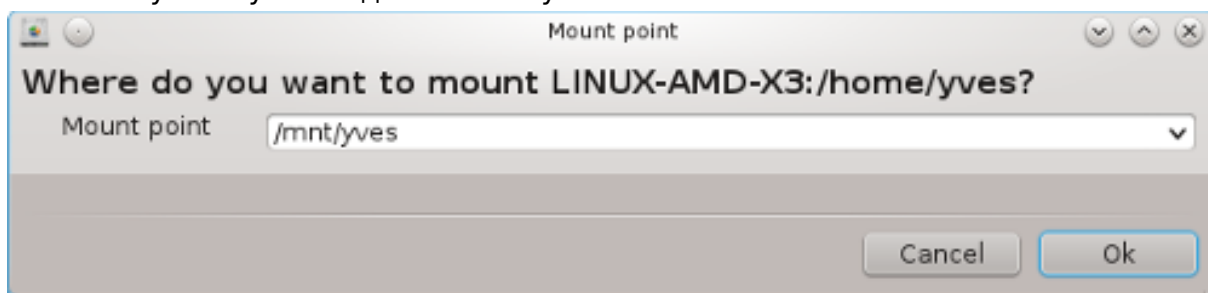 Mount point
Where do you want to mount LINUX-AMD-X3:/home/yves?
Mount point /mnt/yves
Cancel Ok